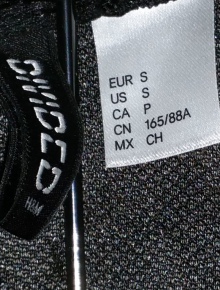 DIVIDED
H&M
EUR S
US S
CA P
CN 165/88A
MX CH